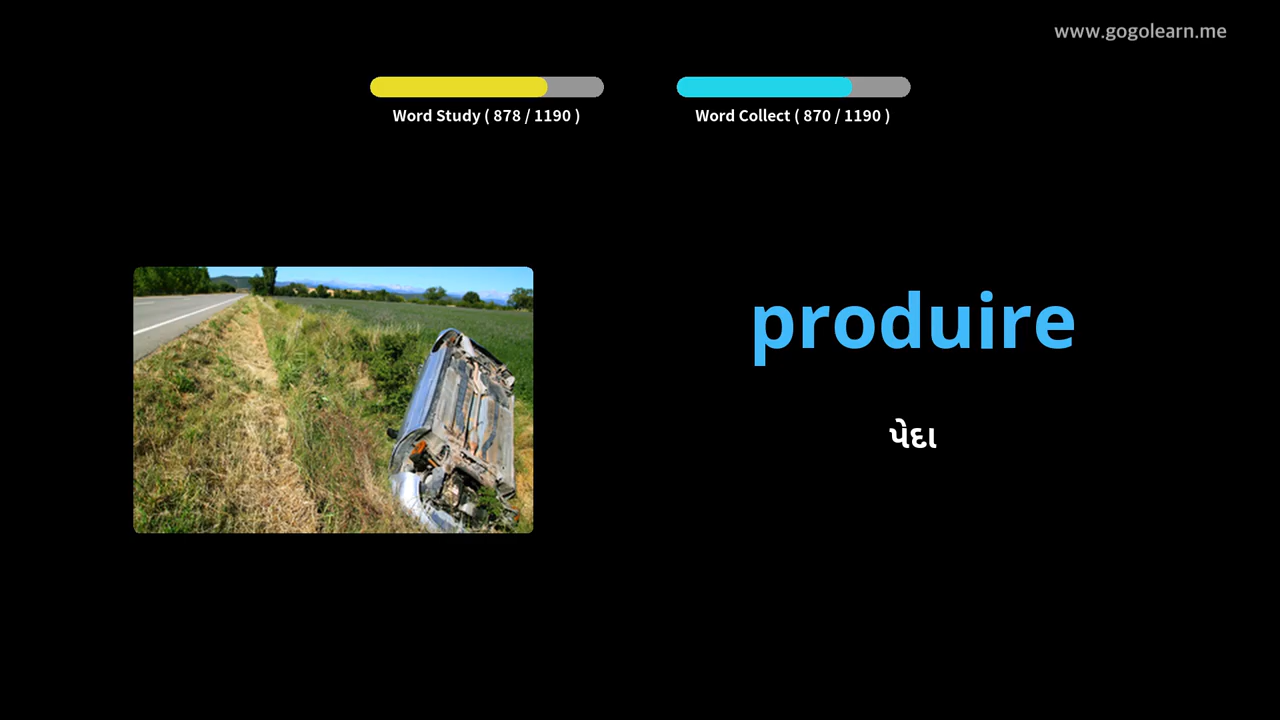 www.gogolearn.me
Word Study ( 878 / 1190 )
Word Collect ( 870 / 1190 )
produire
પેદા